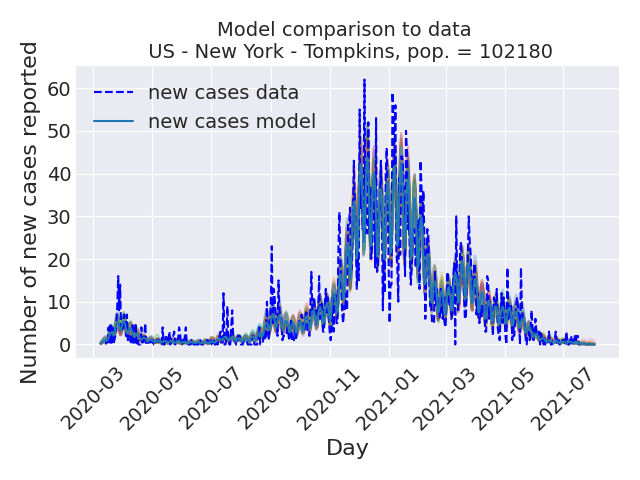 Model comparison to data
US - New York - Tompkins, pop. = 102180
Number of new cases reported
60
50
40
30
20
10
0
new cases data
new cases model
2020-03
2020-05
2020-07
2020-09
2020-11
2021-01
2021-03
2021-05
2021-07
Day